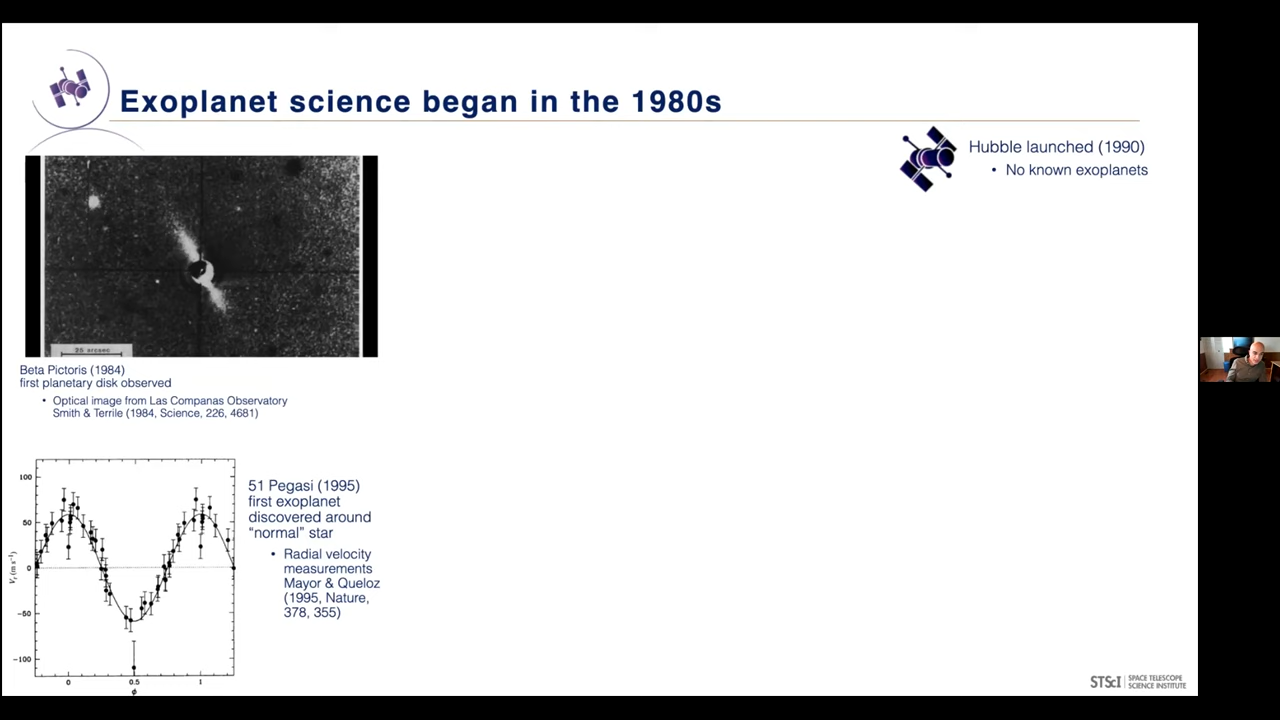 Exoplanet science began in the 1980s
Hubble launched (1990)
• No known exoplanets
25 arcsec
Beta Pictoris (1984)
first planetary disk observed
• Optical image from Las Companas Observatory
Smith & Terrile (1984, Science, 226, 4681)
100
50
0
−50
−100
Vr (m s⁻¹)
0
0.5
1
ϕ
51 Pegasi (1995)
first exoplanet
discovered around
“normal” star
• Radial velocity
measurements
Mayor & Queloz
(1995, Nature,
378, 355)
STScI | SPACE TELESCOPE
SCIENCE INSTITUTE